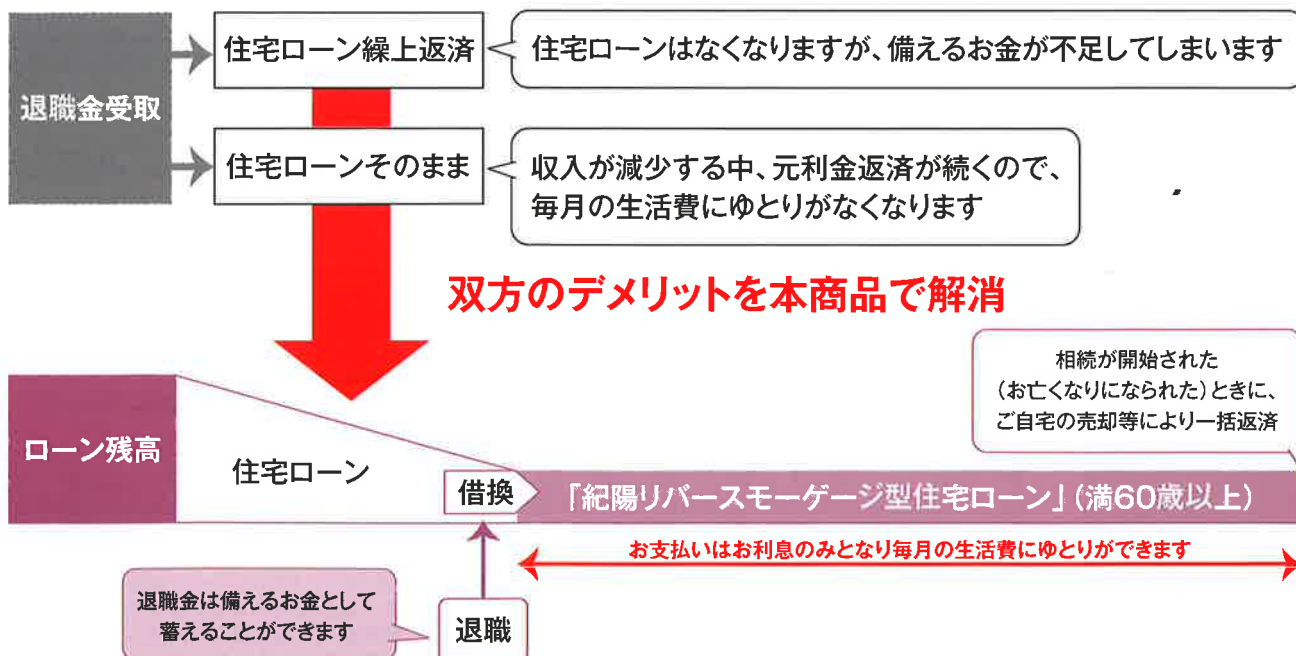 退職金受取
住宅ローン繰上返済
住宅ローンはなくなりますが、備えるお金が不足してしまいます
住宅ローンそのまま
収入が減少する中、元利金返済が続くので、
毎月の生活費にゆとりがなくなります
双方のデメリットを本商品で解消
相続が開始された
(お亡くなりになられた)ときに、
ご自宅の売却等により一括返済
ローン残高
住宅ローン
借換
『紀陽リバースモーゲージ型住宅ローン』(満60歳以上)
お支払いはお利息のみとなり毎月の生活費にゆとりができます
退職金は備えるお金として
蓄えることができます
退職